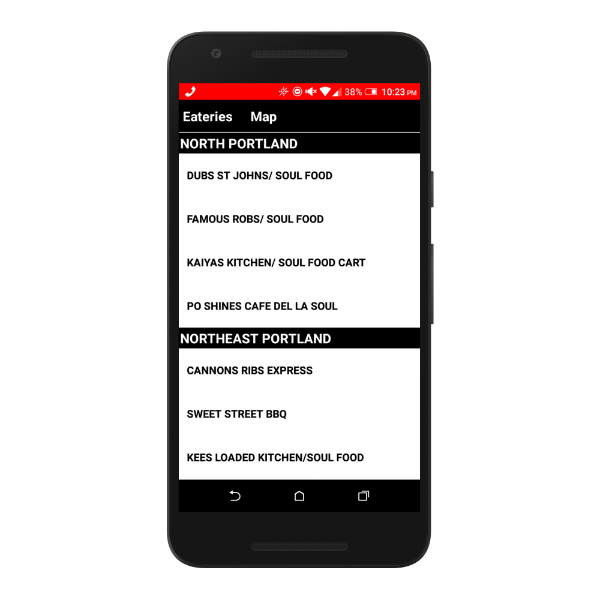 38% 10:23 PM
Eateries Map
NORTH PORTLAND
DUBS ST JOHNS/ SOUL FOOD
FAMOUS ROBS/ SOUL FOOD
KAIYAS KITCHEN/ SOUL FOOD CART
PO SHINES CAFE DEL LA SOUL
NORTHEAST PORTLAND
CANNONS RIBS EXPRESS
SWEET STREET BBQ
KEES LOADED KITCHEN/SOUL FOOD